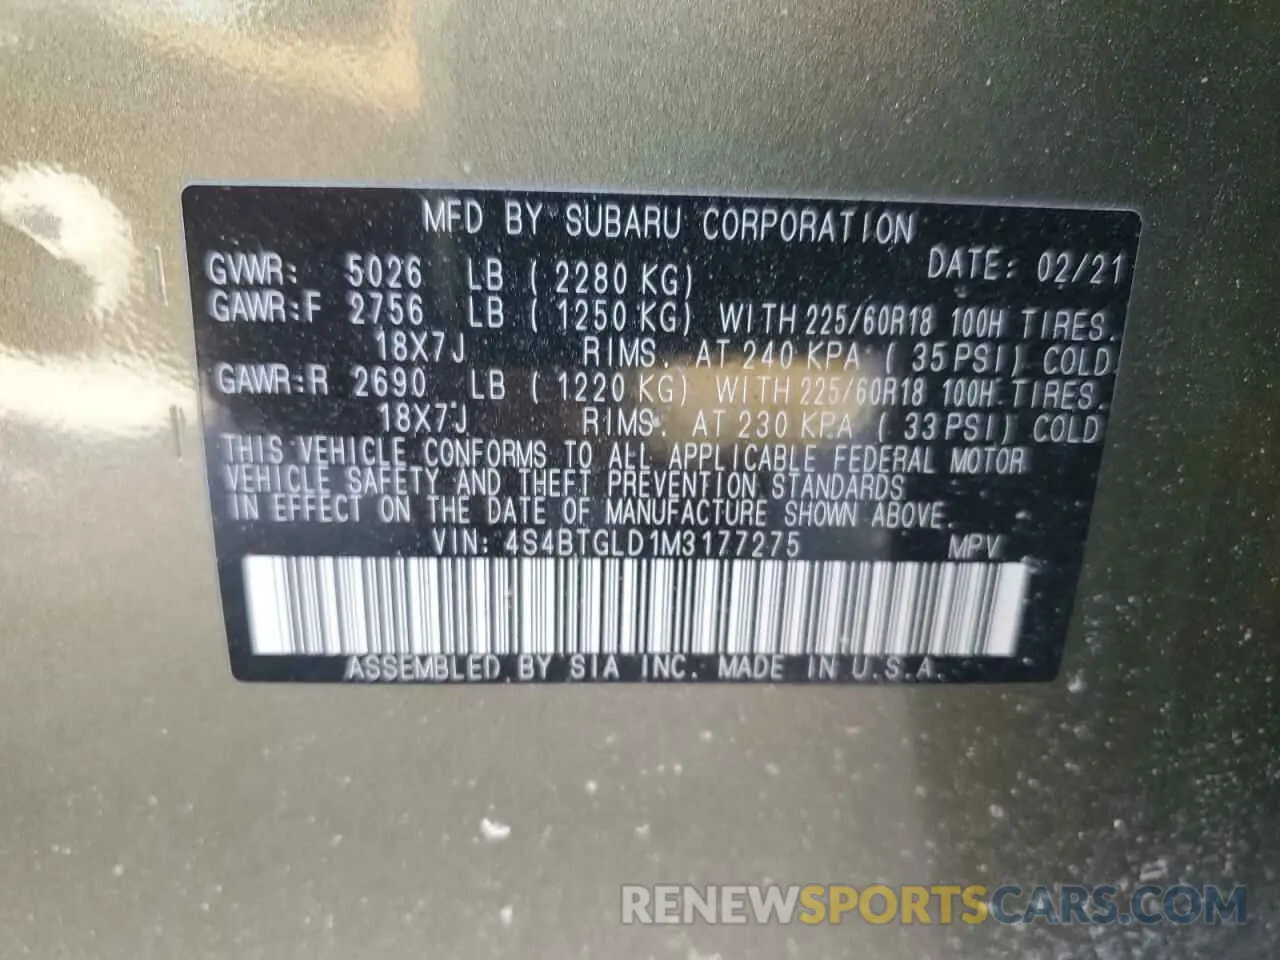 MFD BY SUBARU CORPORATION
GVWR: 5026 LB ( 2280 KG) DATE: 02/21
GAWR:F 2756 LB ( 1250 KG) WITH 225/60R18 100H TIRES.
18X7J RIMS. AT 240 KPA ( 35 PSI) COLD
GAWR:R 2690 LB ( 1220 KG) WITH 225/60R18 100H TIRES.
18X7J RIMS. AT 230 KPA ( 33 PSI) COLD
THIS VEHICLE CONFORMS TO ALL APPLICABLE FEDERAL MOTOR
VEHICLE SAFETY AND THEFT PREVENTION STANDARDS
IN EFFECT ON THE DATE OF MANUFACTURE SHOWN ABOVE.
VIN: 4S4BTGLD1M3177275 MPV
ASSEMBLED BY SIA INC. MADE IN U.S.A.
RENEWSPORTSCARS.COM